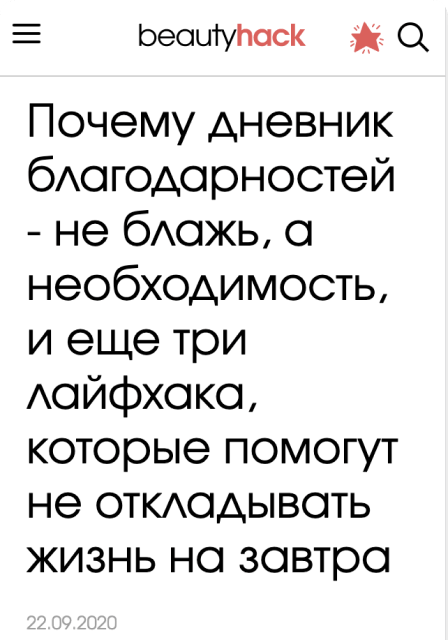 beautyhack
Почему дневник
благодарностей
- не блажь, а
необходимость,
и еще три
лайфхака,
которые помогут
не откладывать
жизнь на завтра
22.09.2020